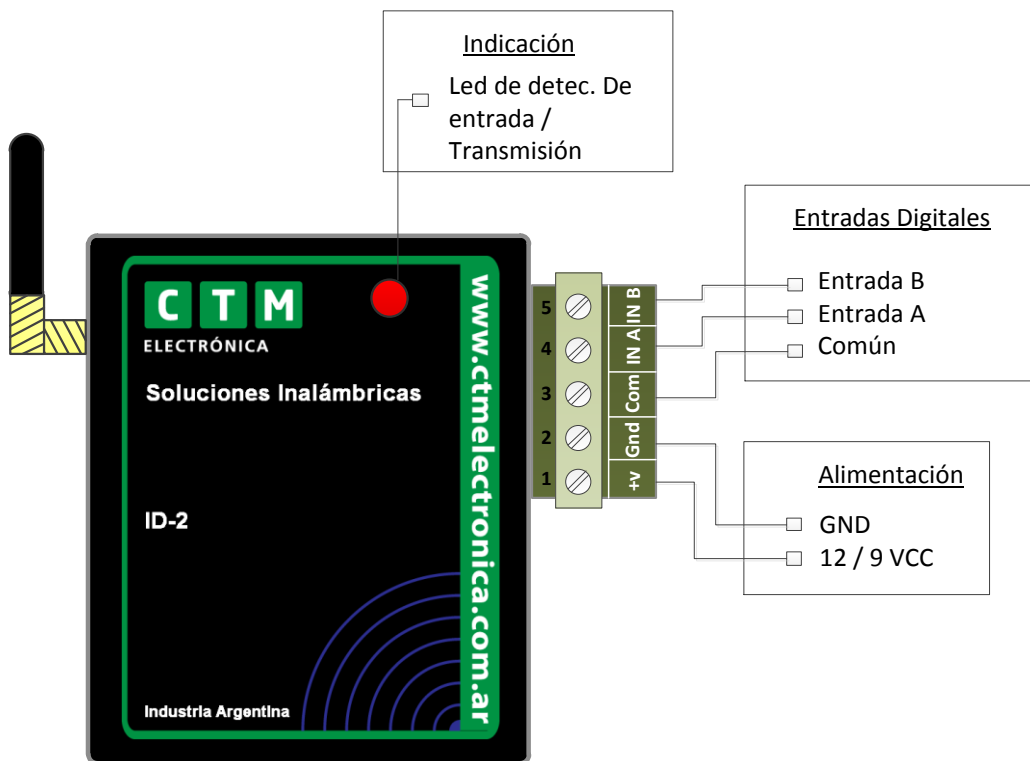 Indicación
Led de detec. De
entrada /
Transmisión
Entradas Digitales
Entrada B
Entrada A
Común
Alimentación
GND
12 / 9 VCC
CTM
ELECTRÓNICA
Soluciones Inalámbricas
ID-2
Industria Argentina
www.ctmelectronica.com.ar
5 IN B
4 IN A
3 Com
2 Gnd
1 +v